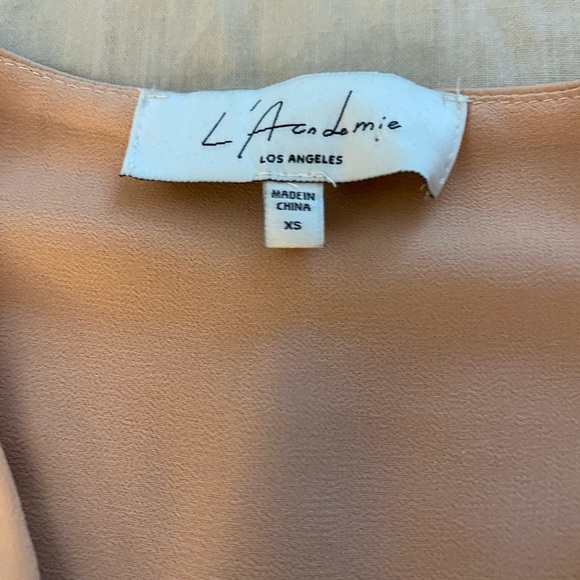 L'Academie
LOS ANGELES
MADE IN
CHINA
XS